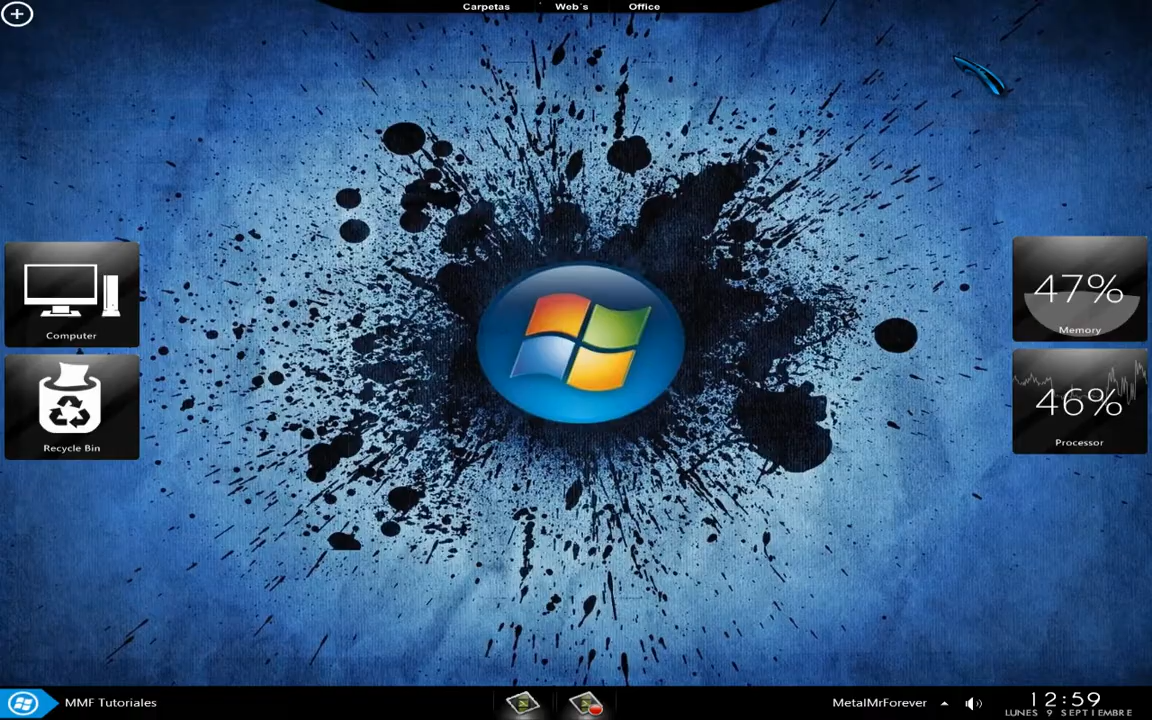 Carpetas Web´s Office
Computer
Recycle Bin
47%
Memory
46%
Processor
MMF Tutoriales
MetalMrForever
12:59
LUNES 9 SEPTIEMBRE